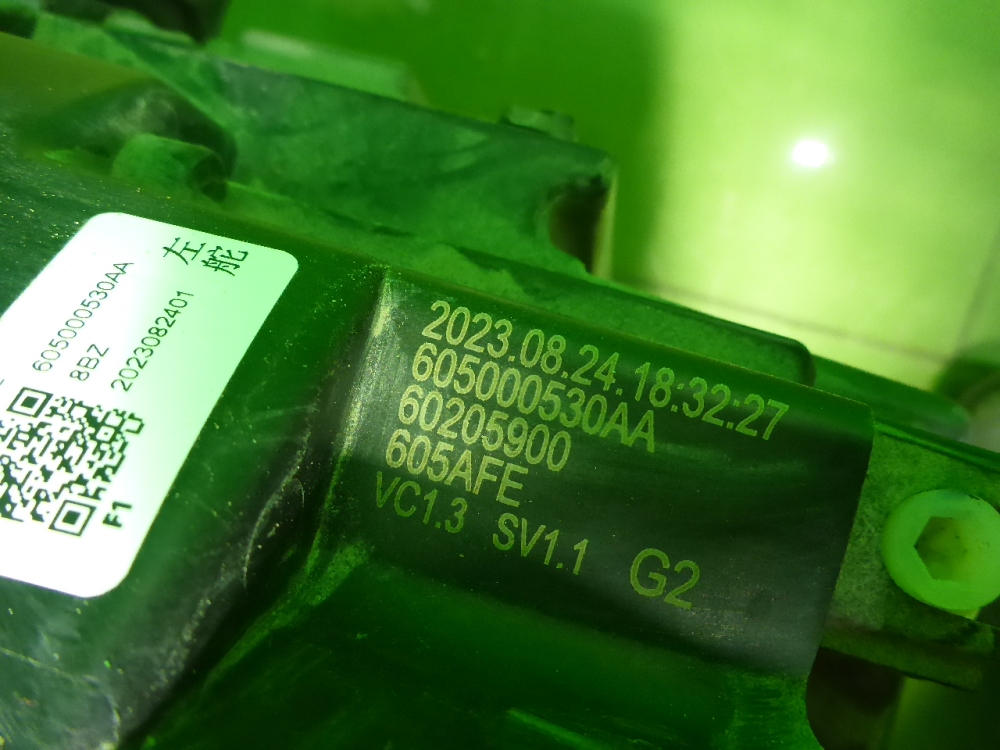 左舵
605000530AA
8BZ
2023082401
F1
2023.08.24.18:32:27
605000530AA
60205900
605AFE
VC1.3 SV1.1 G2